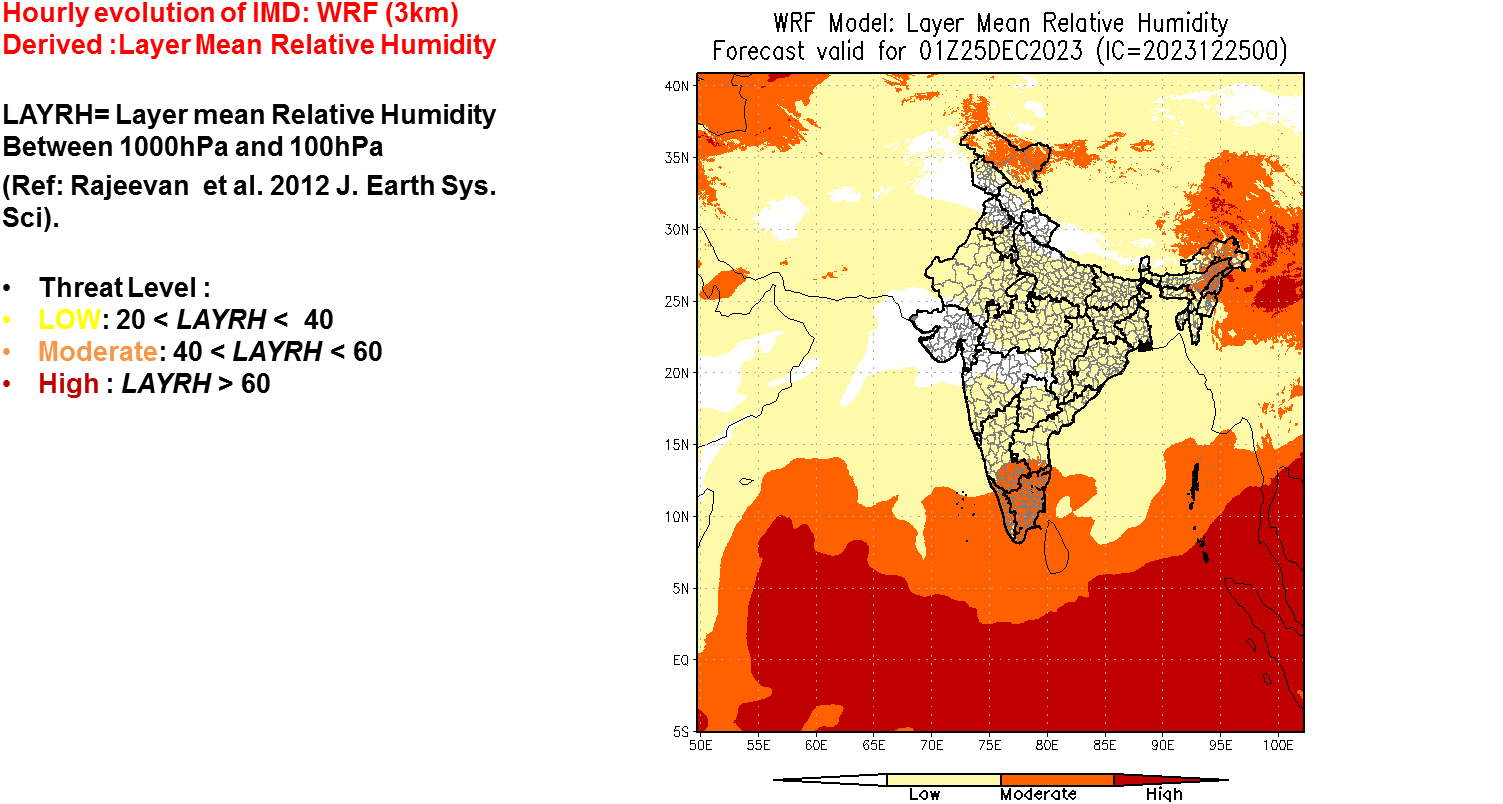 Hourly evolution of IMD: WRF (3km)
Derived :Layer Mean Relative Humidity
LAYRH= Layer mean Relative Humidity
Between 1000hPa and 100hPa
(Ref: Rajeevan et al. 2012 J. Earth Sys.
Sci).
• Threat Level :
• LOW: 20 < LAYRH < 40
• Moderate: 40 < LAYRH < 60
• High : LAYRH > 60
WRF Model: Layer Mean Relative Humidity
Forecast valid for 01Z25DEC2023 (IC=2023122500)
40N
35N
30N
25N
20N
15N
10N
5N
EQ
5S
50E 55E 60E 65E 70E 75E 80E 85E 90E 95E 100E
Low Moderate High